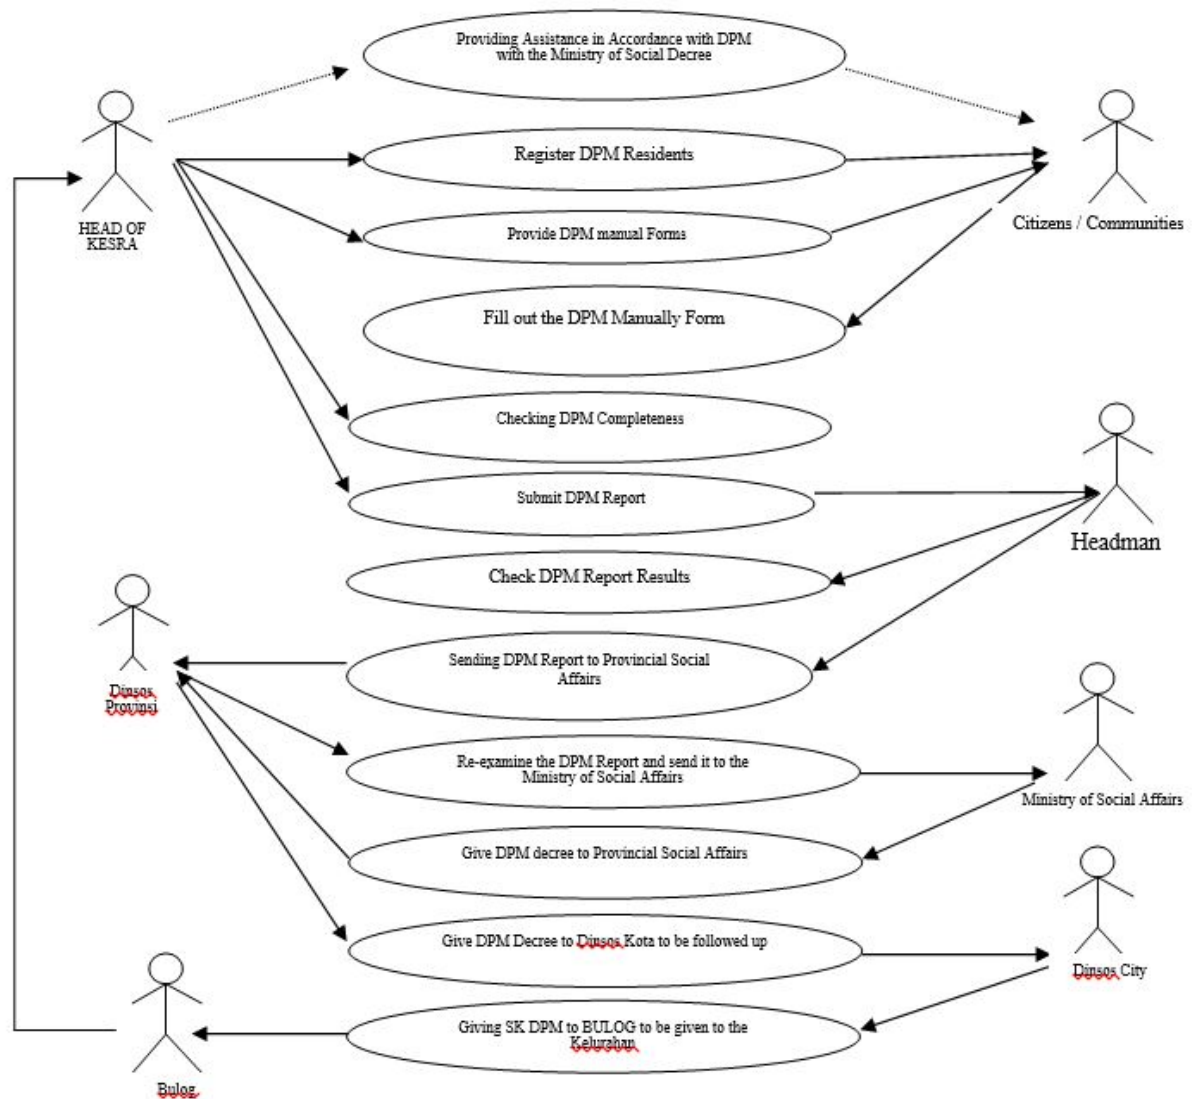 Providing Assistance in Accordance with DPM
with the Ministry of Social Decree
Register DPM Residents
HEAD OF
KESRA
Citizens / Communities
Provide DPM manual Forms
Fill out the DPM Manually Form
Checking DPM Completeness
Submit DPM Report
Headman
Check DPM Report Results
Sending DPM Report to Provincial Social
Affairs
Dinsos
Provinsi
Re-examine the DPM Report and send it to the
Ministry of Social Affairs
Ministry of Social Affairs
Give DPM decree to Provincial Social Affairs
Give DPM Decree to Dinsos Kota to be followed up
Dinsos City
Giving SK DPM to BULOG to be given to the
Kelurahan
Bulog